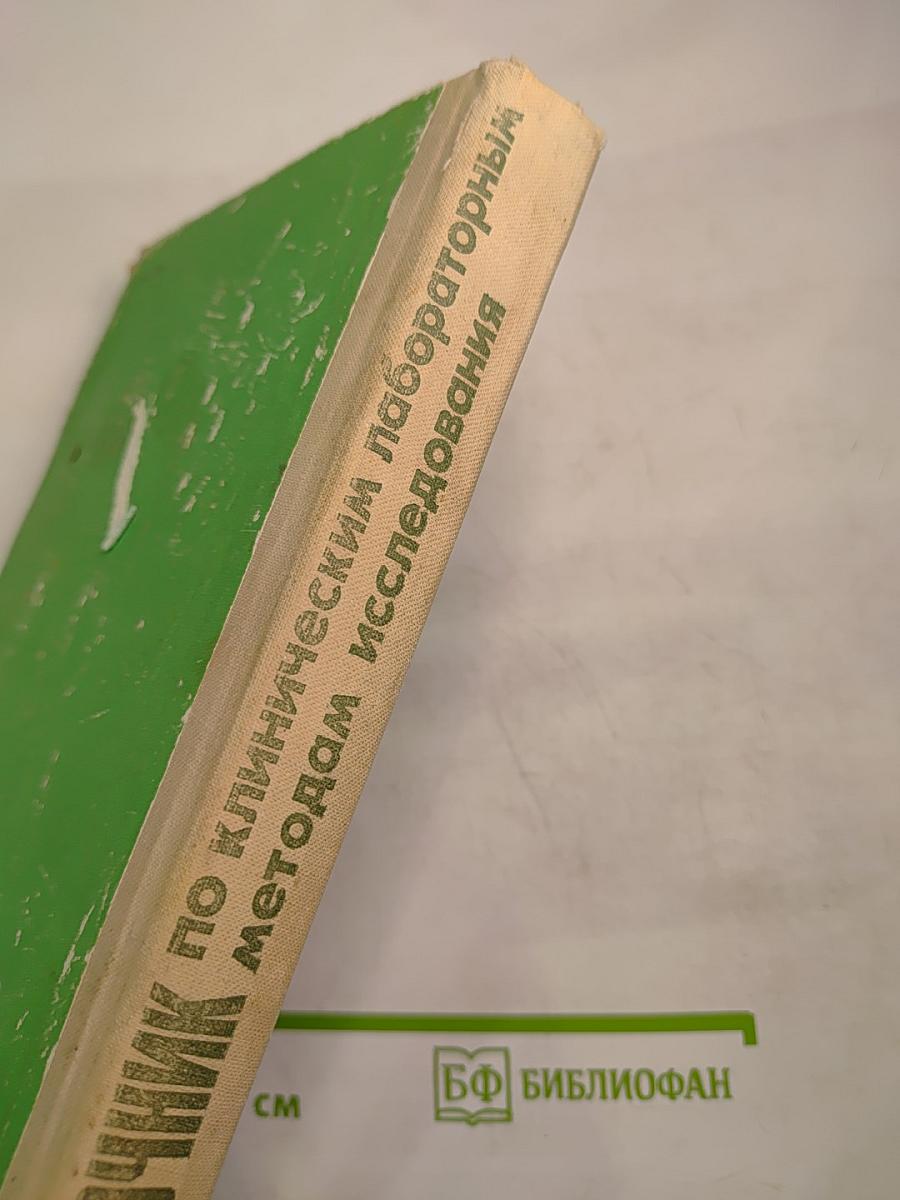 ЧНИК по клиническим лабораторным
методам исследования
см
БФ БИБЛИОФАН